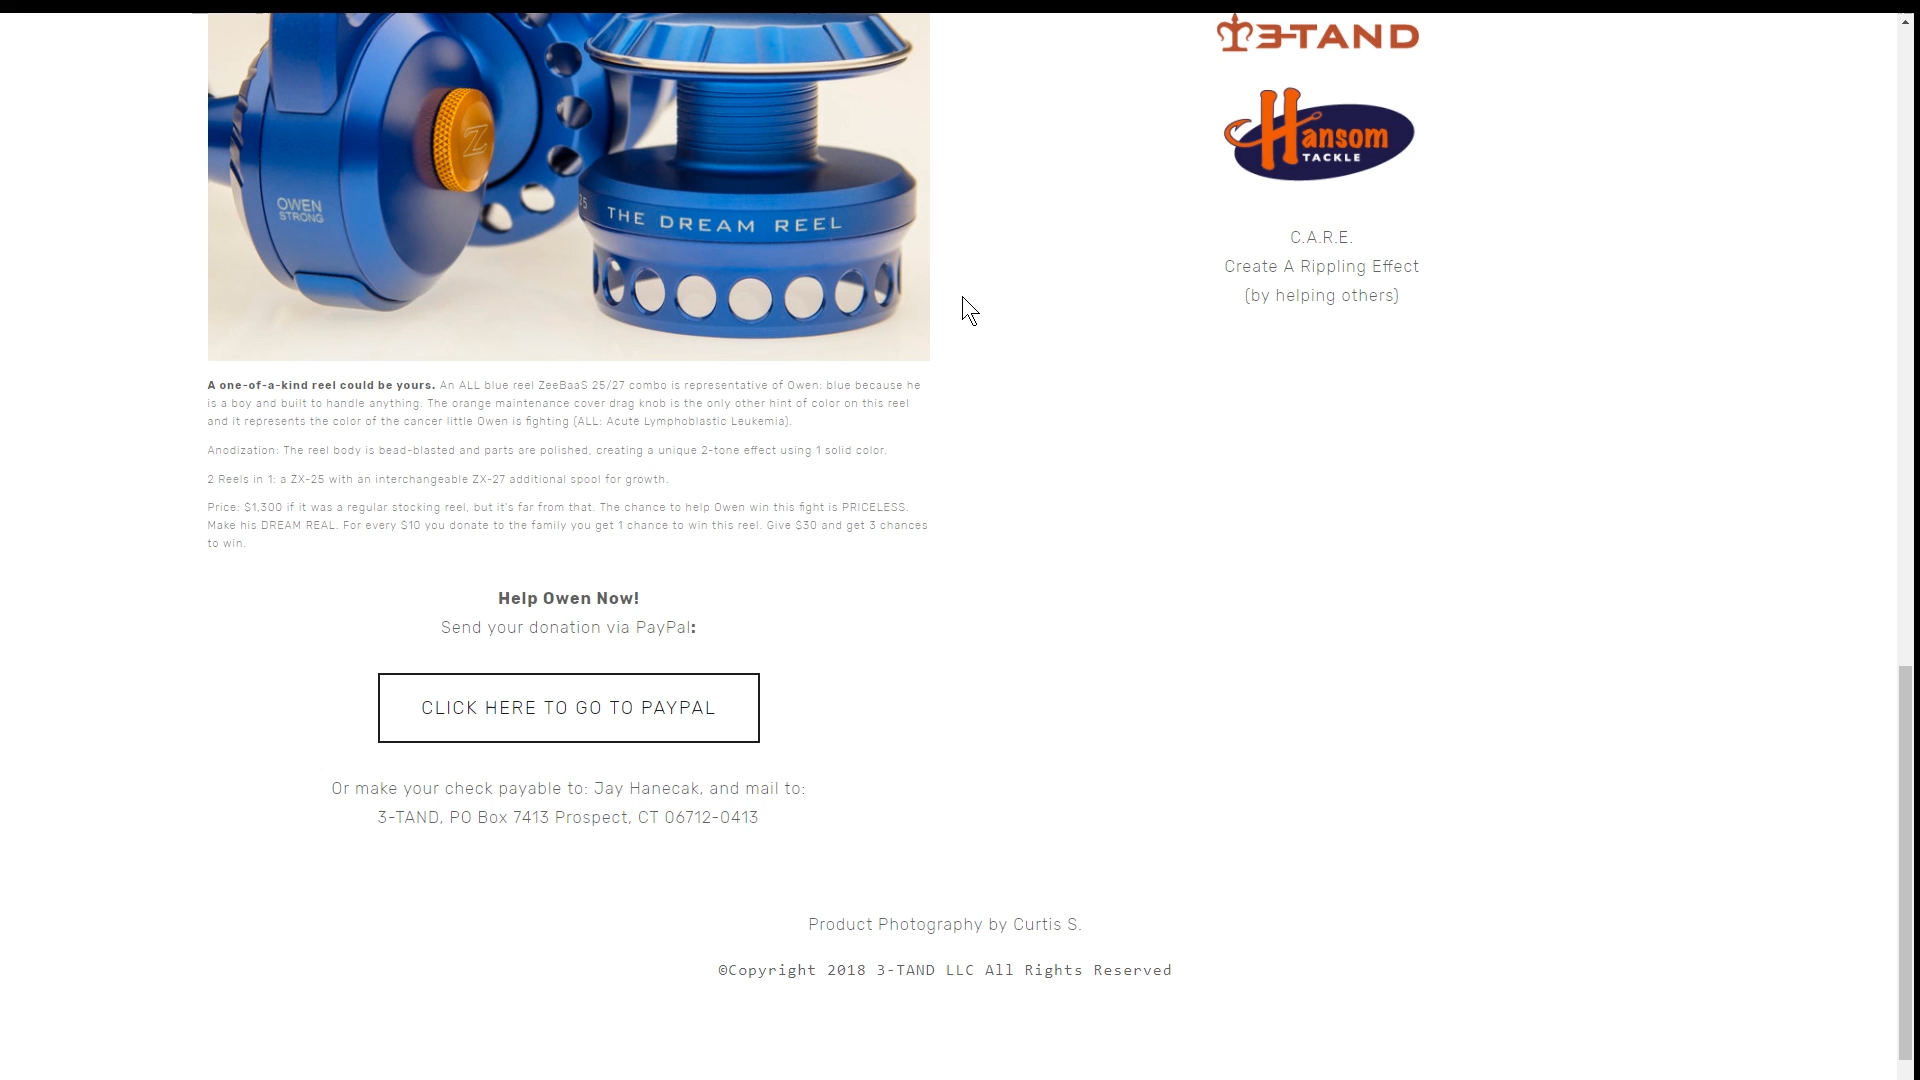 3-TAND
Hansom
TACKLE
Z
OWEN
STRONG
25
THE DREAM REEL
C.A.R.E.
Create A Rippling Effect
(by helping others)
A one-of-a-kind reel could be yours. An ALL blue reel ZeeBaaS 25/27 combo is representative of Owen: blue because he
is a boy and built to handle anything. The orange maintenance cover drag knob is the only other hint of color on this reel
and it represents the color of the cancer little Owen is fighting (ALL: Acute Lymphoblastic Leukemia).
Anodization: The reel body is bead-blasted and parts are polished, creating a unique 2-tone effect using 1 solid color.
2 Reels in 1: a ZX-25 with an interchangeable ZX-27 additional spool for growth.
Price: $1,300 if it was a regular stocking reel, but it's far from that. The chance to help Owen win this fight is PRICELESS.
Make his DREAM REAL. For every $10 you donate to the family you get 1 chance to win this reel. Give $30 and get 3 chances
to win.
Help Owen Now!
Send your donation via PayPal:
CLICK HERE TO GO TO PAYPAL
Or make your check payable to: Jay Hanecak, and mail to:
3-TAND, PO Box 7413 Prospect, CT 06712-0413
Product Photography by Curtis S.
©Copyright 2018 3-TAND LLC All Rights Reserved